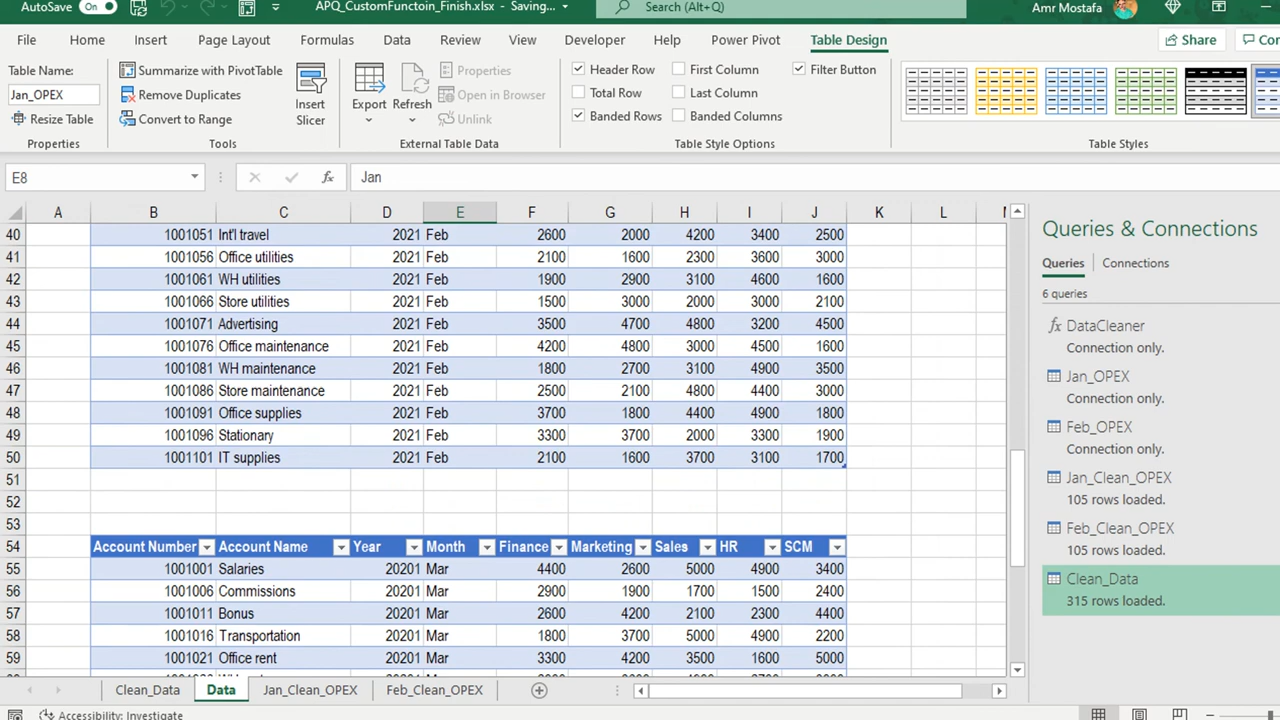 AutoSave On APQ_CustomFunctoin_Finish.xlsx - Saving... Search (Alt+Q) Amr Mostafa
File Home Insert Page Layout Formulas Data Review View Developer Help Power Pivot Table Design Share
Table Name: Summarize with PivotTable Properties Header Row First Column Filter Button
Jan_OPEX Remove Duplicates Insert Slicer Export Refresh Open in Browser Total Row Last Column
Resize Table Convert to Range Unlink Banded Rows Banded Columns
Properties Tools External Table Data Table Style Options Table Styles
E8 fx Jan
A B C D E F G H I J K L
40 1001051 Int'l travel 2021 Feb 2600 2000 4200 3400 2500
41 1001056 Office utilities 2021 Feb 2100 1600 2300 3600 3000
42 1001061 WH utilities 2021 Feb 1900 2900 3100 4600 1600
43 1001066 Store utilities 2021 Feb 1500 3000 2000 3000 2100
44 1001071 Advertising 2021 Feb 3500 4700 4800 3200 4500
45 1001076 Office maintenance 2021 Feb 4200 4800 3000 4500 1600
46 1001081 WH maintenance 2021 Feb 1800 2700 3100 4900 3500
47 1001086 Store maintenance 2021 Feb 2500 2100 4800 4400 3000
48 1001091 Office supplies 2021 Feb 3700 1800 4400 4900 1800
49 1001096 Stationary 2021 Feb 3300 3700 2000 3300 1900
50 1001101 IT supplies 2021 Feb 2100 1600 3700 3100 1700
51
52
53
54 Account Number Account Name Year Month Finance Marketing Sales HR SCM
55 1001001 Salaries 20201 Mar 4400 2600 5000 4900 3400
56 1001006 Commissions 20201 Mar 2900 1900 1700 1500 2400
57 1001011 Bonus 20201 Mar 2600 4200 2100 2300 4400
58 1001016 Transportation 20201 Mar 1800 3700 5000 4900 2200
59 1001021 Office rent 20201 Mar 3300 4200 3500 1600 5000
Queries & Connections
Queries Connections
6 queries
fx DataCleaner
Connection only.
Jan_OPEX
Connection only.
Feb_OPEX
Connection only.
Jan_Clean_OPEX
105 rows loaded.
Feb_Clean_OPEX
105 rows loaded.
Clean_Data
315 rows loaded.
Clean_Data Data Jan_Clean_OPEX Feb_Clean_OPEX
Accessibility: Investigate